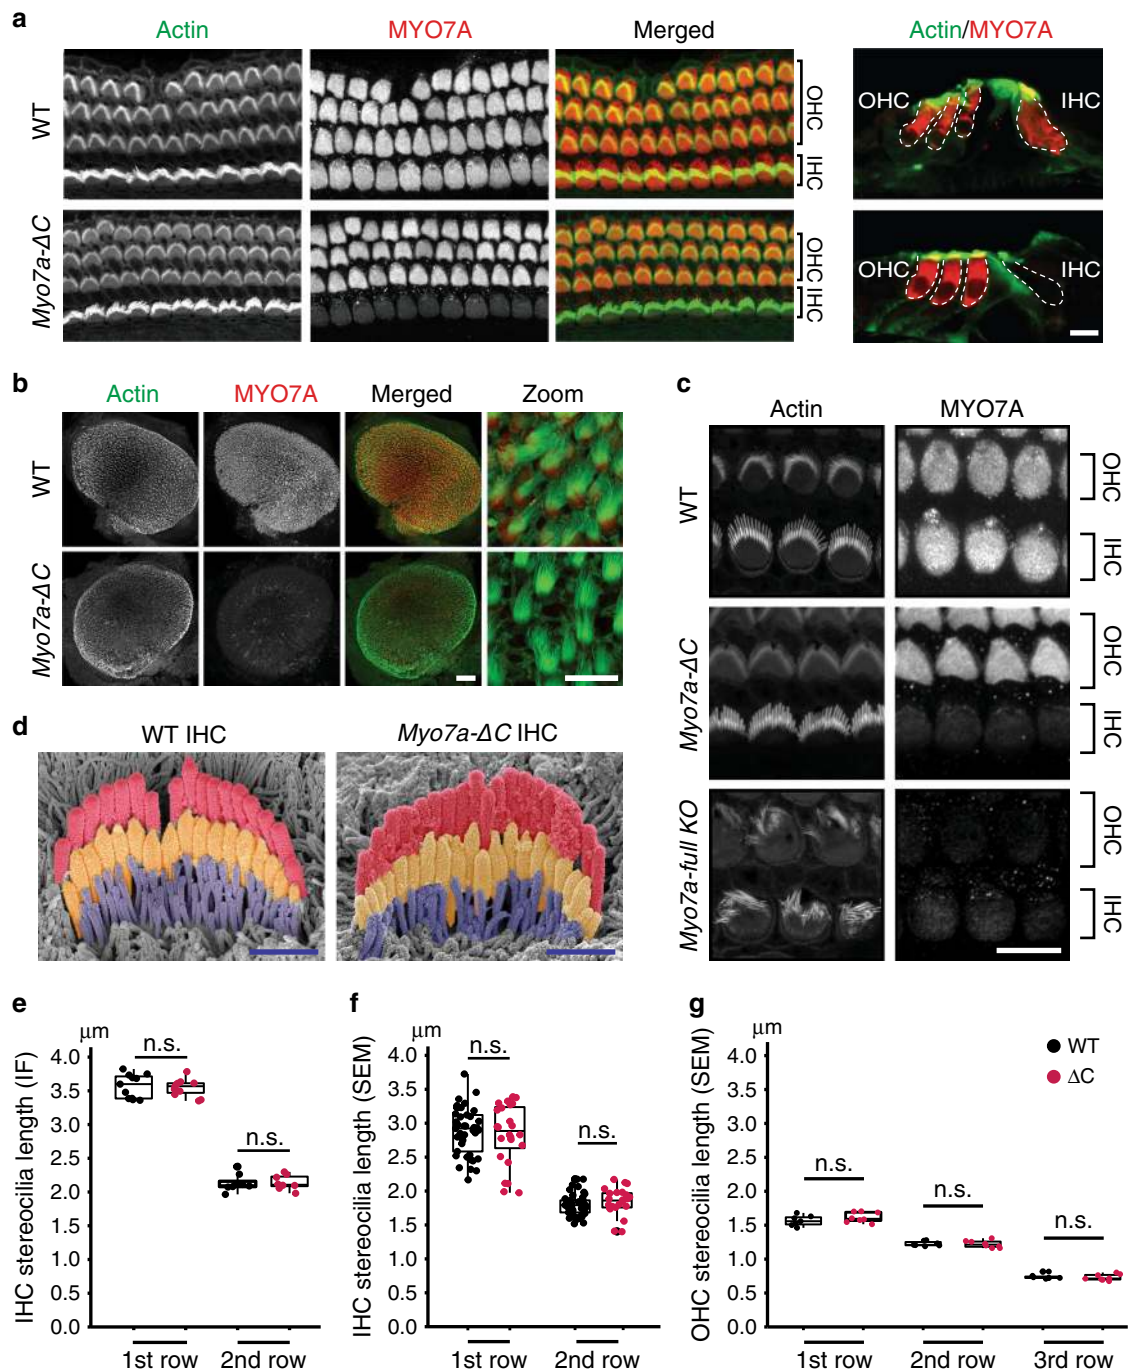 a
Actin
MYO7A
Merged
Actin/MYO7A
WT
OHC
IHC
OHC
IHC
Myo7a-ΔC
OHC
IHC
OHC
IHC
b
Actin
MYO7A
Merged
Zoom
WT
Myo7a-ΔC
c
Actin
MYO7A
WT
OHC
IHC
Myo7a-ΔC
OHC
IHC
Myo7a-full KO
OHC
IHC
d
WT IHC
Myo7a-ΔC IHC
e
μm
IHC stereocilia length (IF)
4.0
3.5
3.0
2.5
2.0
1.5
1.0
0.5
0.0
n.s.
n.s.
1st row
2nd row
f
IHC stereocilia length (SEM)
4.0
3.5
3.0
2.5
2.0
1.5
1.0
0.5
0.0
n.s.
n.s.
1st row
2nd row
g
μm
OHC stereocilia length (SEM)
4.0
3.5
3.0
2.5
2.0
1.5
1.0
0.5
0.0
WT
ΔC
n.s.
n.s.
n.s.
1st row
2nd row
3rd row